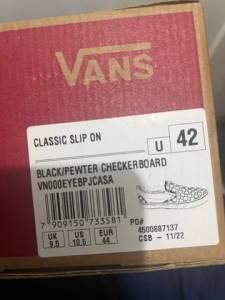 VANS
CLASSIC SLIP ON
U 42
BLACK/PEWTER CHECKERBOARD
VN000EYEBPJCASA
7 909150 733581
PO#
4500887137
CSB - 11/22
UK US EUR
9.5 10.5 44